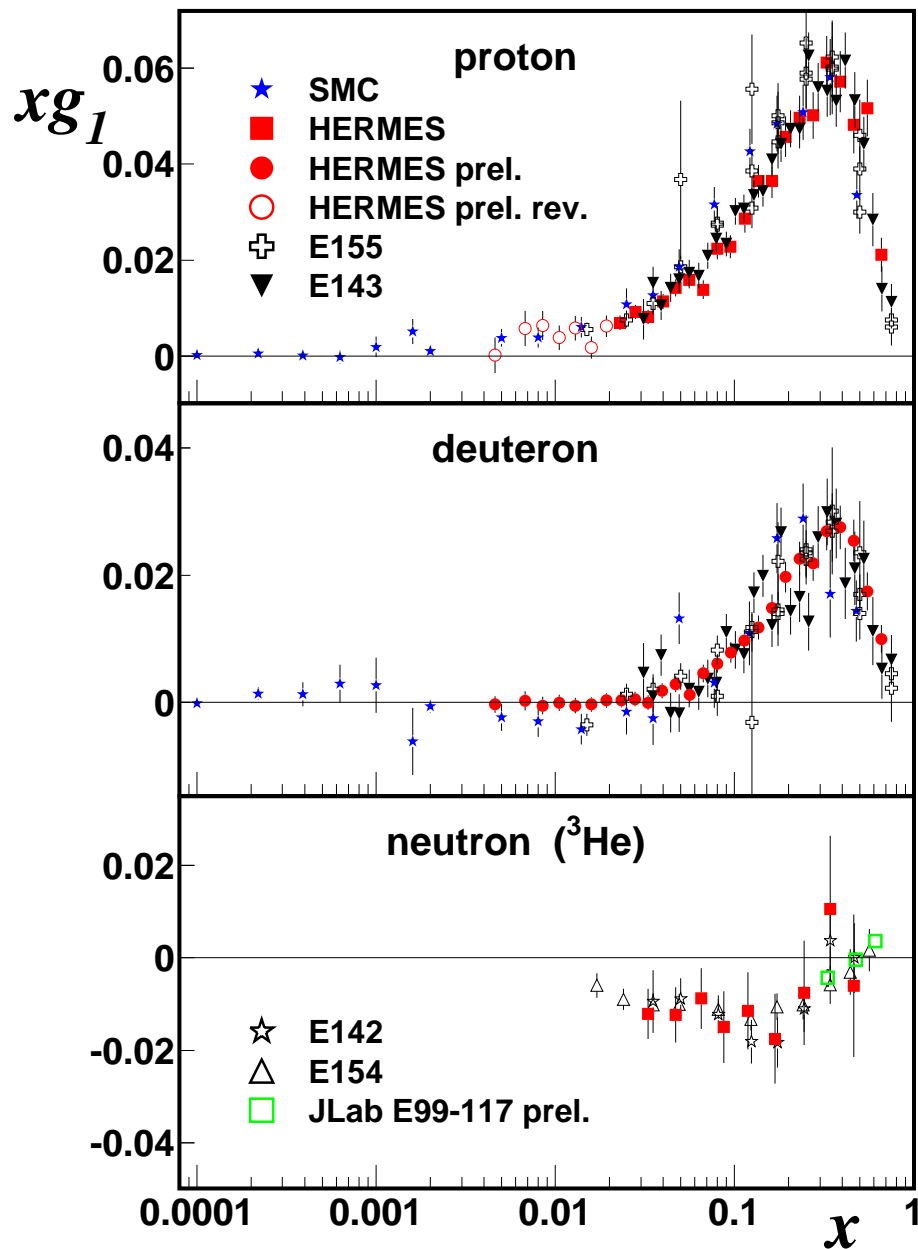 proton
xg1
0.06
0.04
0.02
0
SMC
HERMES
HERMES prel.
HERMES prel. rev.
E155
E143
deuteron
0.04
0.02
0
neutron (³He)
0.02
0
-0.02
-0.04
E142
E154
JLab E99-117 prel.
0.0001 0.001 0.01 0.1 1
x